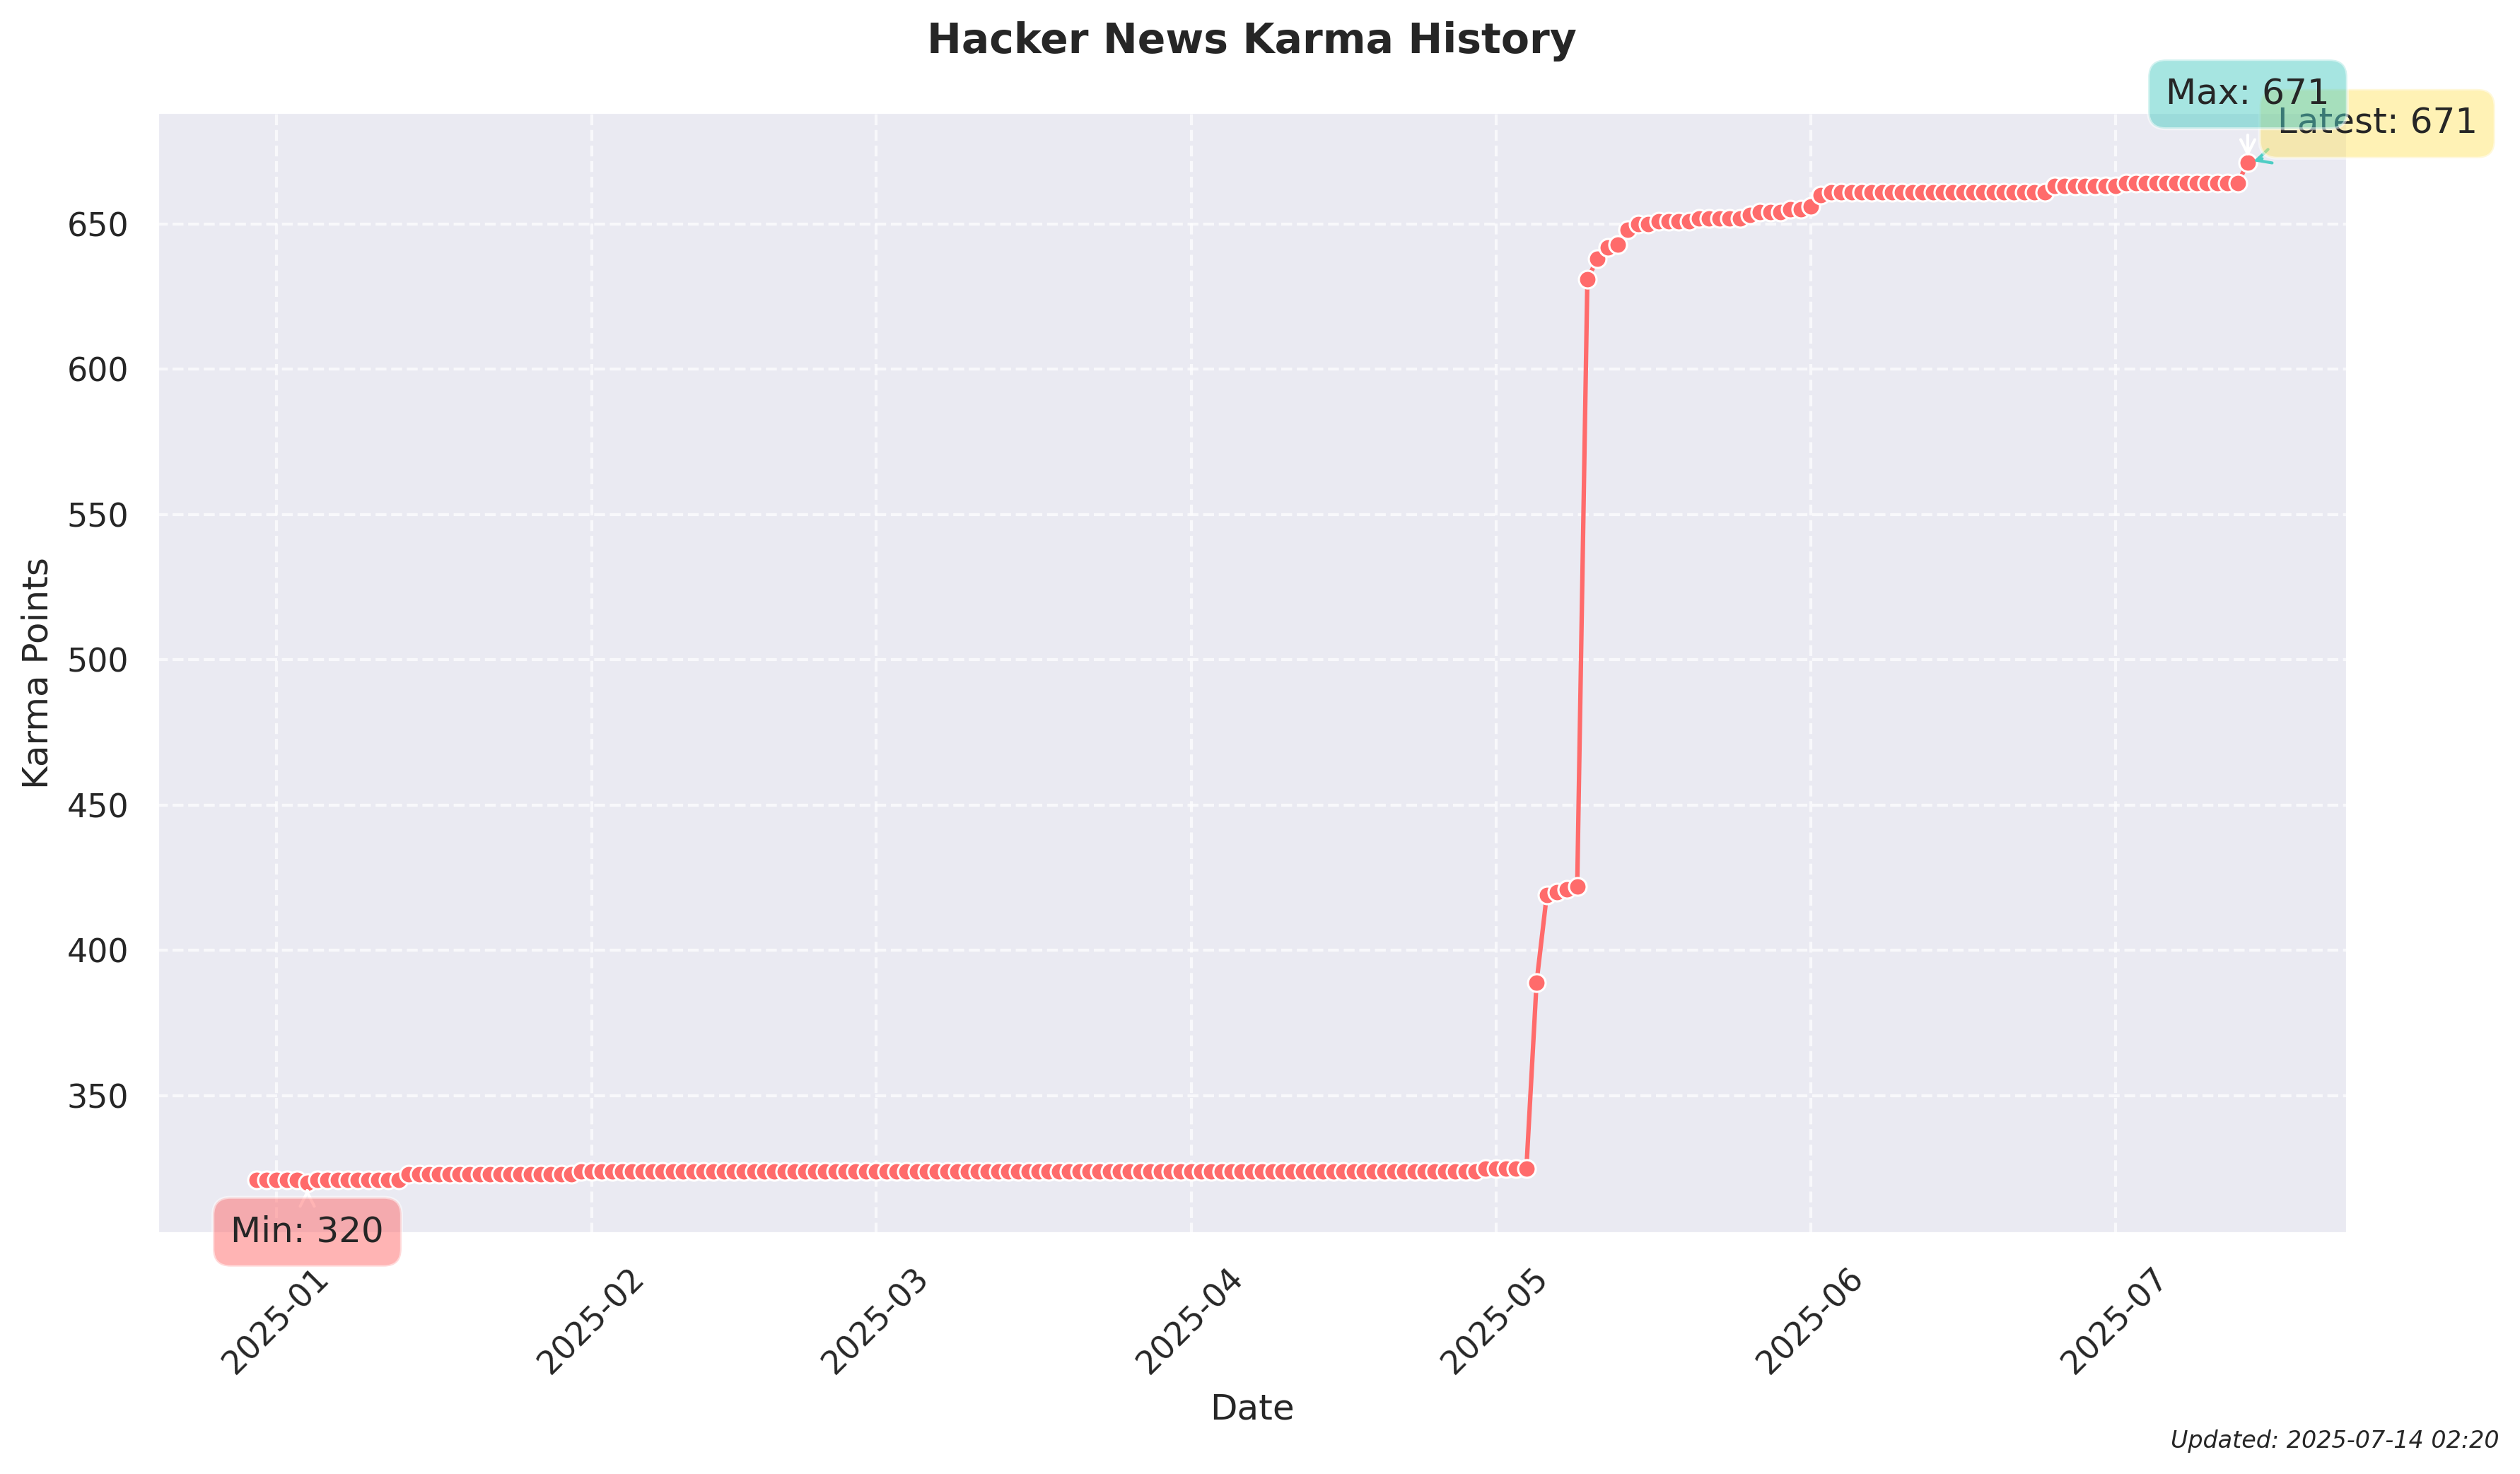 Hacker News Karma History
Max: 671
Latest: 671
Karma Points
650
600
550
500
450
400
350
Min: 320
2025-01
2025-02
2025-03
2025-04
2025-05
2025-06
2025-07
Date
Updated: 2025-07-14 02:20